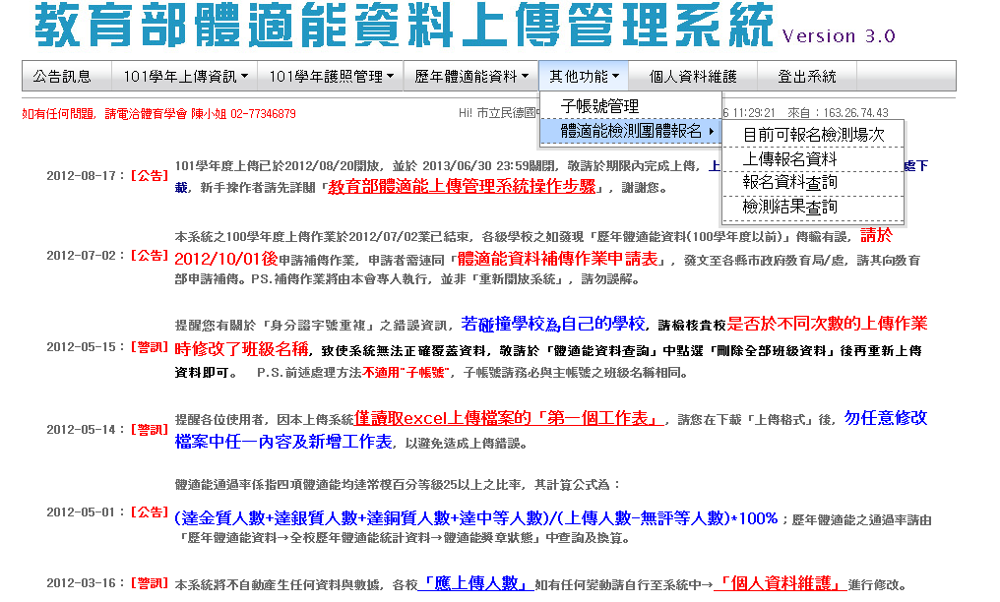 教育部體適能資料上傳管理系統 Version 3.0
公告訊息 101學年上傳資訊 101學年護照管理 歷年體適能資料 其他功能 個人資料維護 登出系統
如有任何問題, 請電洽體育學會 陳小姐 02-77346879 Hi! 市立民德國 6 11:29:21 來自：163.26.74.43
子帳號管理
體適能檢測團體報名
目前可報名檢測場次
上傳報名資料
報名資料查詢
檢測結果查詢
2012-08-17：【公告】
101學年度上傳已於2012/08/20開放，並於 2013/06/30 23:59關閉，敬請於期限內完成上傳，上 處下
載，新手操作者請先詳閱「教育部體適能上傳管理系統操作步驟」，謝謝您。
2012-07-02：【公告】
本系統之100學年度上傳作業於2012/07/02業已結束，各級學校之如發現「歷年體適能資料(100學年度以前)」傳輸有誤，請於
2012/10/01後申請補傳作業，申請者需連同「體適能資料補傳作業申請表」，發文至各縣市政府教育局/處，請其向教育
部申請補傳。PS.補傳作業將由本會專人執行，並非「重新開放系統」，請勿誤解。
2012-05-15：【警訊】
提醒您有關於「身分證字號重複」之錯誤資訊，若碰撞學校為自己的學校，請檢核貴校是否於不同次數的上傳作業
時修改了班級名稱，致使系統無法正確覆蓋資料，敬請於「體適能資料查詢」中點選「刪除全部班級資料」後再重新上傳
資料即可。 P.S.前述處理方法不適用"子帳號"，子帳號請務必與主帳號之班級名稱相同。
2012-05-14：【警訊】
提醒各位使用者，因本上傳系統僅讀取excel上傳檔案的「第一個工作表」，請您在下載「上傳格式」後，勿任意修改
檔案中任一內容及新增工作表，以避免造成上傳錯誤。
2012-05-01：【公告】
體適能通過率係指四項體適能均達常模百分等級25以上之比率，其計算公式為：
(達金質人數+達銀質人數+達銅質人數+達中等人數)/(上傳人數-無評等人數)*100%；歷年體適能之通過率請由
「歷年體適能資料→全校歷年體適能統計資料→體適能獎章狀態」中查詢及換算。
2012-03-16：【警訊】
本系統將不自動產生任何資料與數據，各校「應上傳人數」如有任何變動請自行至系統中→「個人資料維護」進行修改。